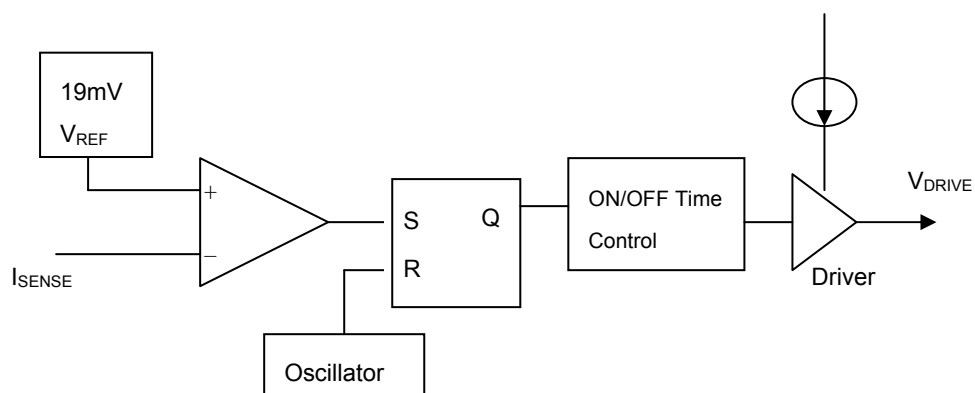 19mV
VREF
+
−
ISENSE
S
R
Q
Oscillator
ON/OFF Time
Control
Driver
VDRIVE